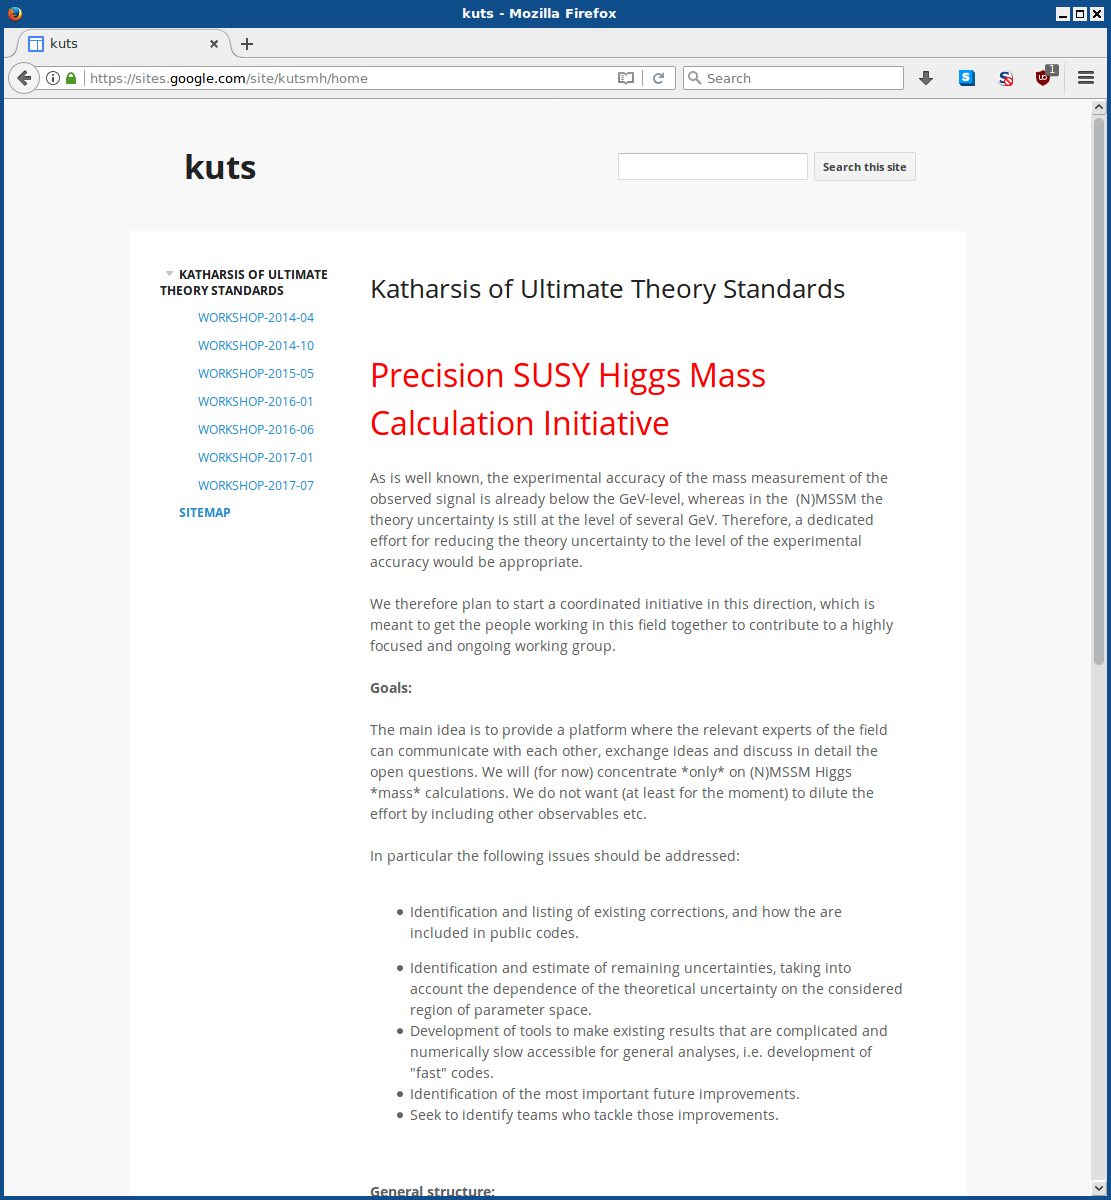 kuts - Mozilla Firefox
kuts
https://sites.google.com/site/kutsmh/home
Search
S
S
1
kuts
Search this site
KATHARSIS OF ULTIMATE
THEORY STANDARDS
WORKSHOP-2014-04
WORKSHOP-2014-10
WORKSHOP-2015-05
WORKSHOP-2016-01
WORKSHOP-2016-06
WORKSHOP-2017-01
WORKSHOP-2017-07
SITEMAP
Katharsis of Ultimate Theory Standards
Precision SUSY Higgs Mass
Calculation Initiative
As is well known, the experimental accuracy of the mass measurement of the
observed signal is already below the GeV-level, whereas in the  (N)MSSM the
theory uncertainty is still at the level of several GeV. Therefore, a dedicated
effort for reducing the theory uncertainty to the level of the experimental
accuracy would be appropriate.
We therefore plan to start a coordinated initiative in this direction, which is
meant to get the people working in this field together to contribute to a highly
focused and ongoing working group.
Goals:
The main idea is to provide a platform where the relevant experts of the field
can communicate with each other, exchange ideas and discuss in detail the
open questions. We will (for now) concentrate *only* on (N)MSSM Higgs
*mass* calculations. We do not want (at least for the moment) to dilute the
effort by including other observables etc.
In particular the following issues should be addressed:
• Identification and listing of existing corrections, and how the are
included in public codes.
• Identification and estimate of remaining uncertainties, taking into
account the dependence of the theoretical uncertainty on the considered
region of parameter space.
• Development of tools to make existing results that are complicated and
numerically slow accessible for general analyses, i.e. development of
"fast" codes.
• Identification of the most important future improvements.
• Seek to identify teams who tackle those improvements.
General structure: